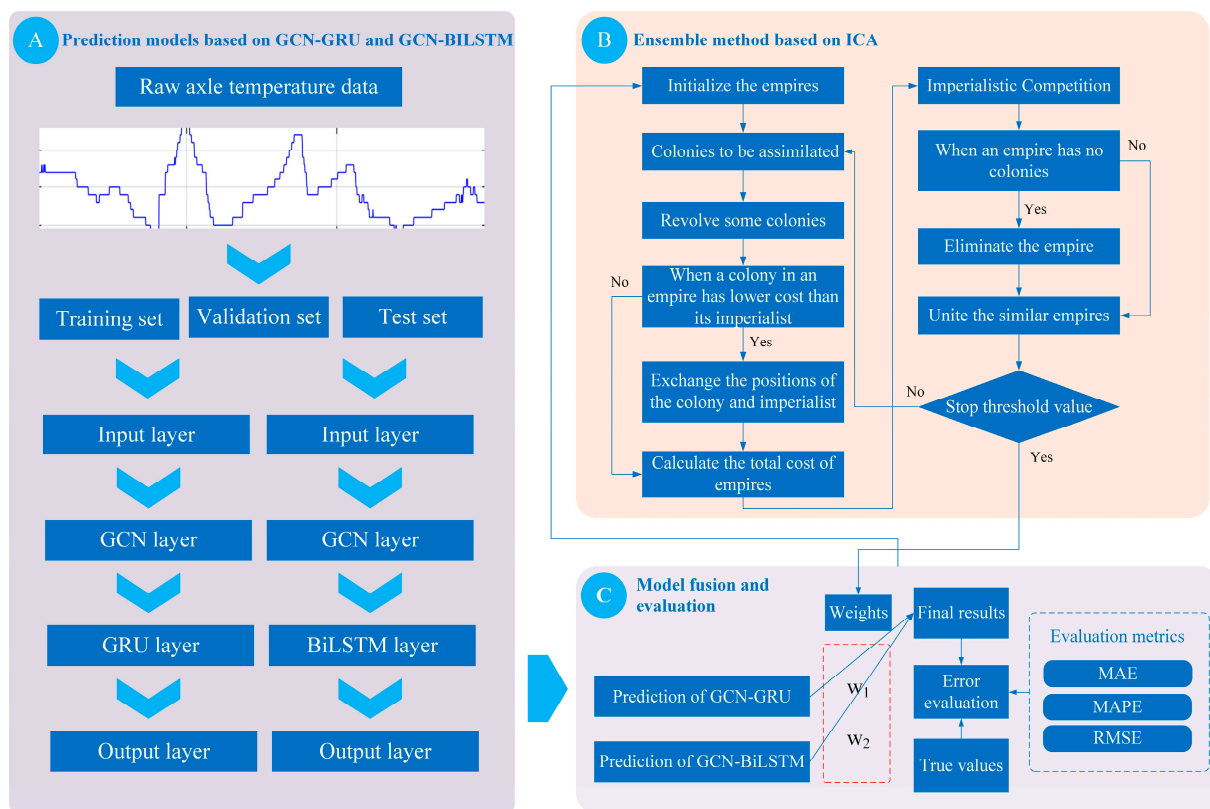 A
Prediction models based on GCN-GRU and GCN-BILSTM
Raw axle temperature data
Training set
Validation set
Test set
Input layer
Input layer
GCN layer
GCN layer
GRU layer
BiLSTM layer
Output layer
Output layer
B
Ensemble method based on ICA
Initialize the empires
Colonies to be assimilated
Revolve some colonies
When a colony in an
empire has lower cost than
its imperialist
No
Yes
Exchange the positions of
the colony and imperialist
Calculate the total cost of
empires
Imperialistic Competition
When an empire has no
colonies
No
Yes
Eliminate the empire
Unite the similar empires
Stop threshold value
No
Yes
C
Model fusion and
evaluation
Weights
Final results
W1
W2
Prediction of GCN-GRU
Prediction of GCN-BiLSTM
Error
evaluation
True values
Evaluation metrics
MAE
MAPE
RMSE